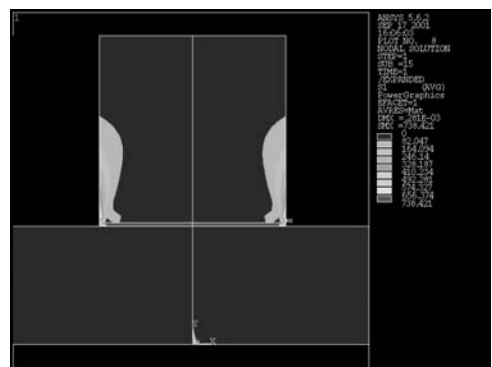 1
ANSYS 5.6.2
SEP 17 2001
16:06:03
PLOT NO. 8
NODAL SOLUTION
STEP=1
SUB =15
TIME=1
/EXPANDED
S1 (AVG)
PowerGraphics
EFACET=1
AVRES=Mat
DMX =.281E-03
SMX =738.421
0
82.047
164.094
246.14
328.187
410.234
492.281
574.327
656.374
738.421
Y
X